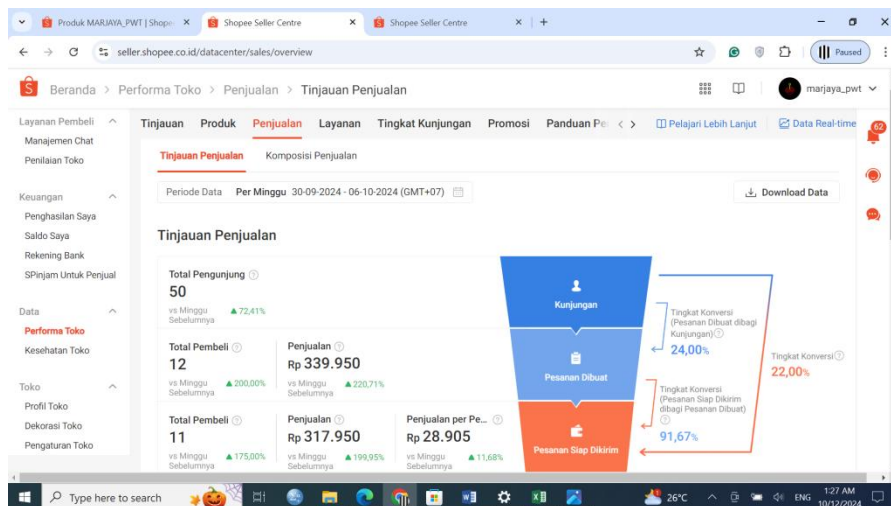 Produk MARJAYA_PWT | Shope
Shopee Seller Centre
Shopee Seller Centre
seller.shopee.co.id/datacenter/sales/overview
Paused
Beranda > Performa Toko > Penjualan > Tinjauan Penjualan
marjaya_pwt
Layanan Pembeli
Manajemen Chat
Penilaian Toko
Keuangan
Penghasilan Saya
Saldo Saya
Rekening Bank
SPinjam Untuk Penjual
Data
Performa Toko
Kesehatan Toko
Toko
Profil Toko
Dekorasi Toko
Pengaturan Toko
Tinjauan Produk Penjualan Layanan Tingkat Kunjungan Promosi Panduan Pe
Pelajari Lebih Lanjut
Data Real-time
62
Tinjauan Penjualan Komposisi Penjualan
Periode Data Per Minggu 30-09-2024 - 06-10-2024 (GMT+07)
Download Data
Tinjauan Penjualan
Total Pengunjung
50
vs Minggu Sebelumnya ▲ 72,41%
Total Pembeli
12
vs Minggu Sebelumnya ▲ 200,00%
Penjualan
Rp 339.950
vs Minggu Sebelumnya ▲ 220,71%
Total Pembeli
11
vs Minggu Sebelumnya ▲ 175,00%
Penjualan
Rp 317.950
vs Minggu Sebelumnya ▲ 199,95%
Penjualan per Pe...
Rp 28.905
vs Minggu Sebelumnya ▲ 11,68%
Kunjungan
Pesanan Dibuat
Pesanan Siap Dikirim
Tingkat Konversi
(Pesanan Dibuat dibagi
Kunjungan)
24,00%
Tingkat Konversi
(Pesanan Siap Dikirim
dibagi Pesanan Dibuat)
91,67%
Tingkat Konversi
22,00%
Type here to search
26°C
ENG
1:27 AM
10/12/2024